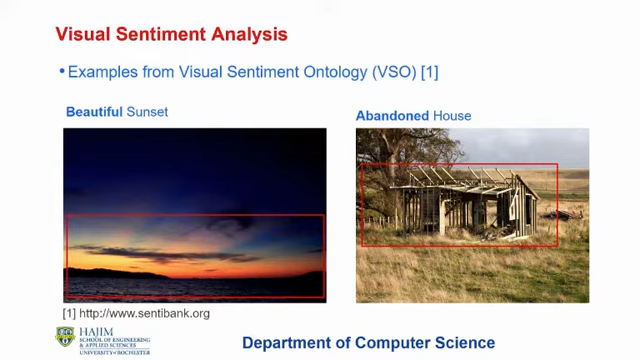 Visual Sentiment Analysis
• Examples from Visual Sentiment Ontology (VSO) [1]
Beautiful Sunset
Abandoned House
[1] http://www.sentibank.org
HAJIM
SCHOOL OF ENGINEERING
& APPLIED SCIENCES
UNIVERSITY OF ROCHESTER
Department of Computer Science